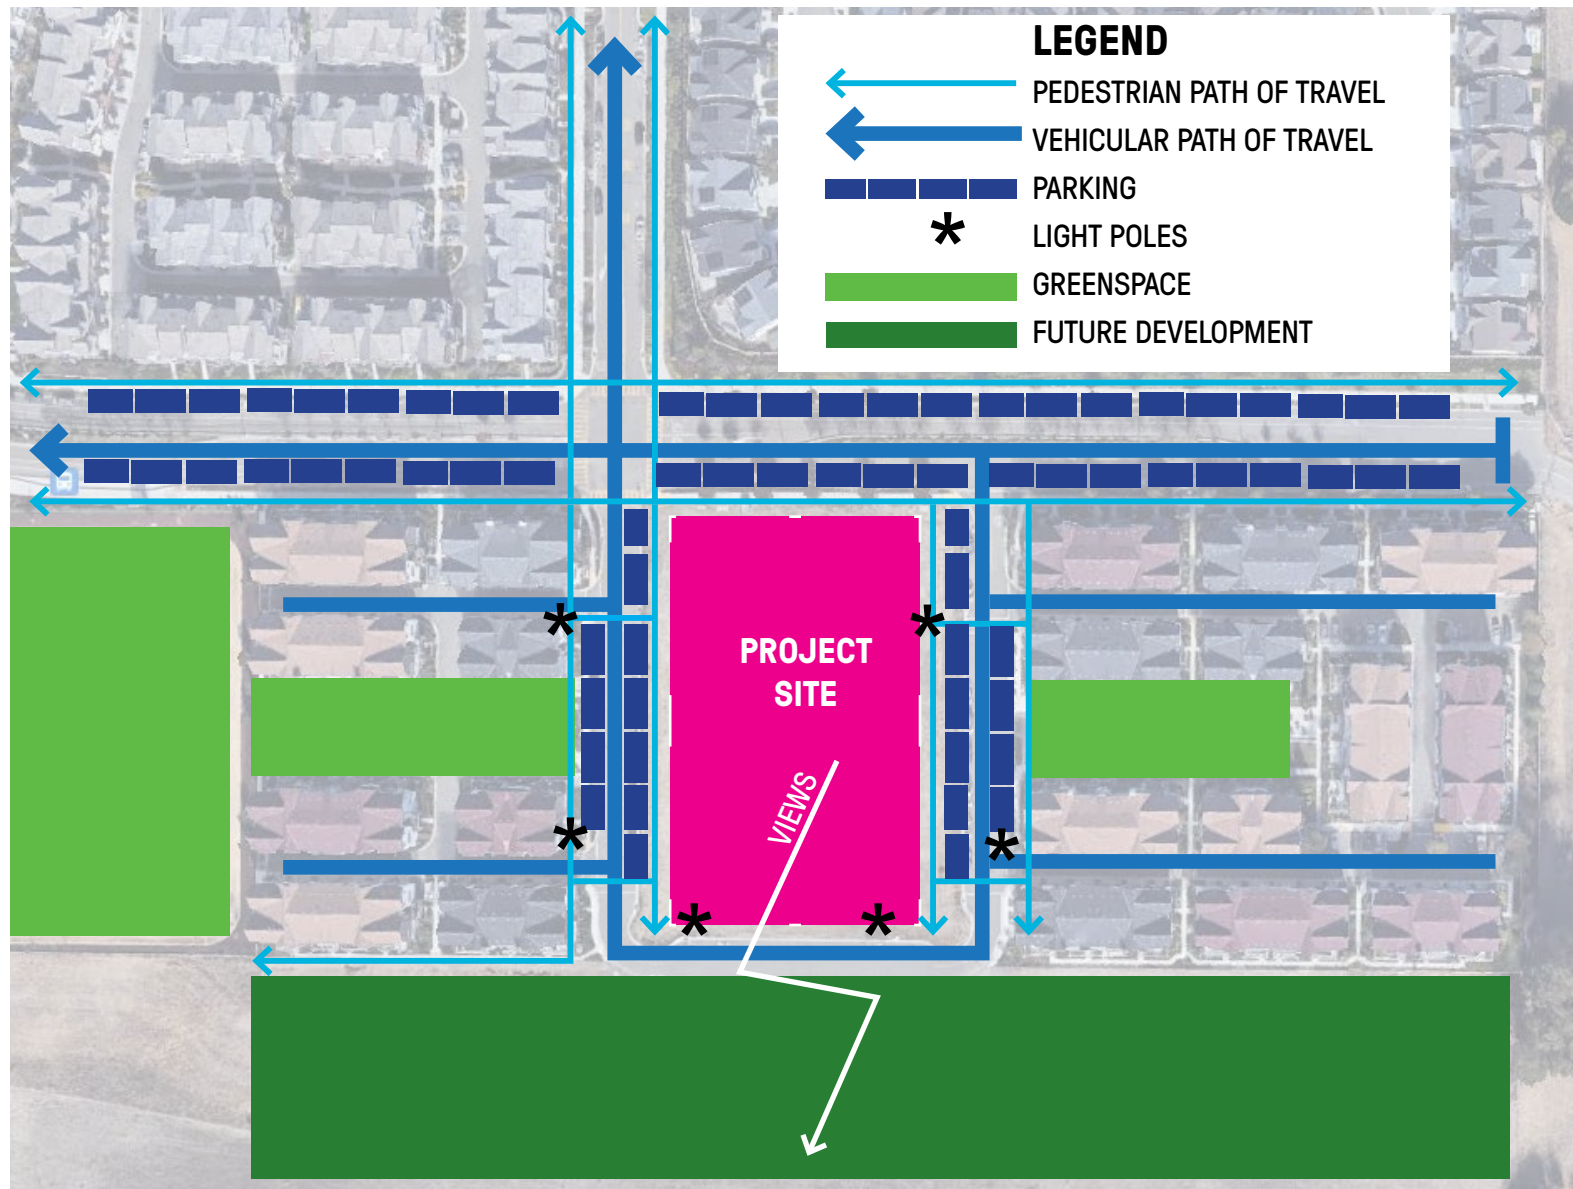 LEGEND
PEDESTRIAN PATH OF TRAVEL
VEHICULAR PATH OF TRAVEL
PARKING
LIGHT POLES
GREENSPACE
FUTURE DEVELOPMENT
PROJECT
SITE
VIEWS